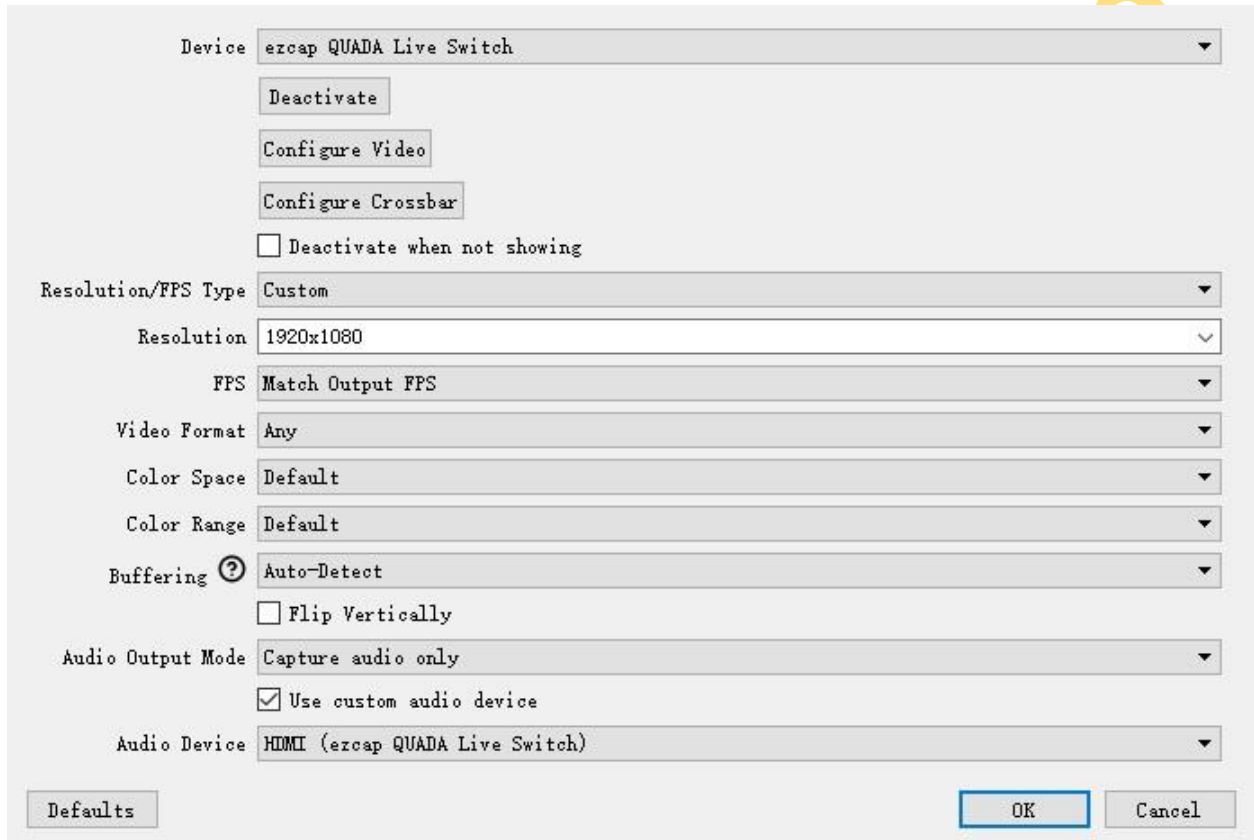 Device ezcap QUADA Live Switch
Deactivate
Configure Video
Configure Crossbar
Deactivate when not showing
Resolution/FPS Type Custom
Resolution 1920x1080
FPS Match Output FPS
Video Format Any
Color Space Default
Color Range Default
Buffering ? Auto-Detect
Flip Vertically
Audio Output Mode Capture audio only
Use custom audio device
Audio Device HDMI (ezcap QUADA Live Switch)
Defaults OK Cancel